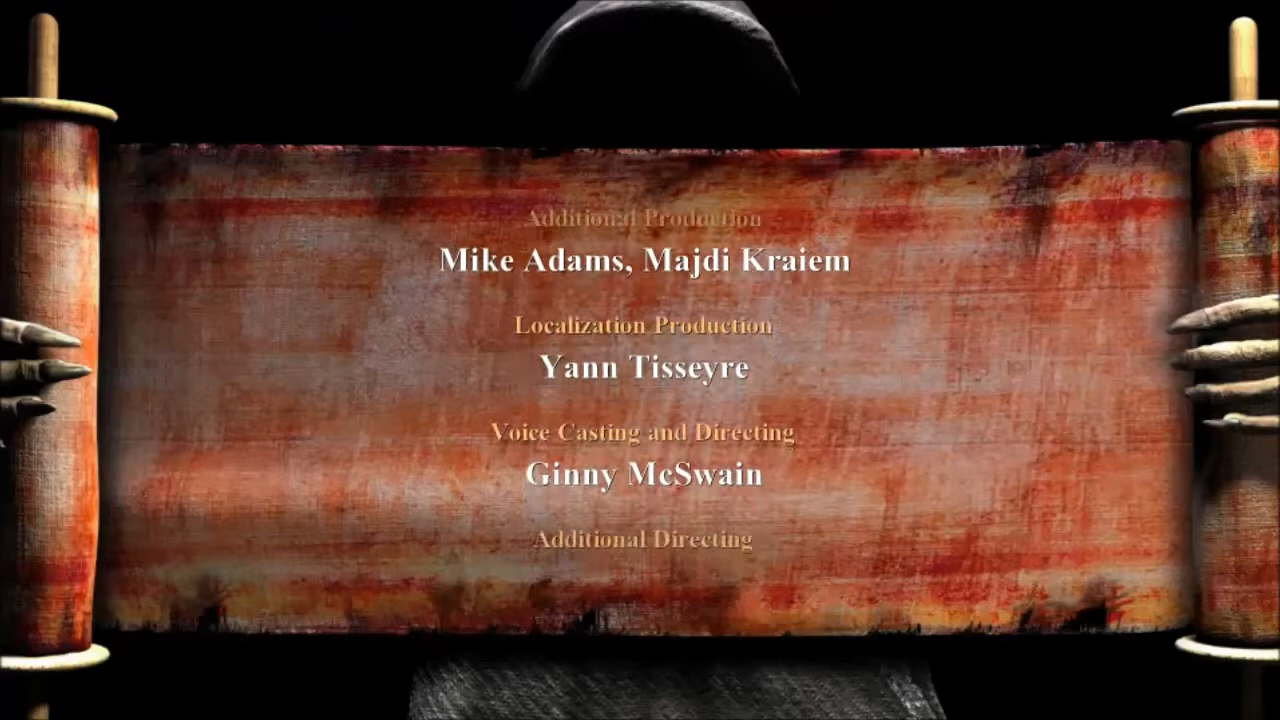 Additional Production
Mike Adams, Majdi Kraiem
Localization Production
Yann Tisseyre
Voice Casting and Directing
Ginny McSwain
Additional Directing